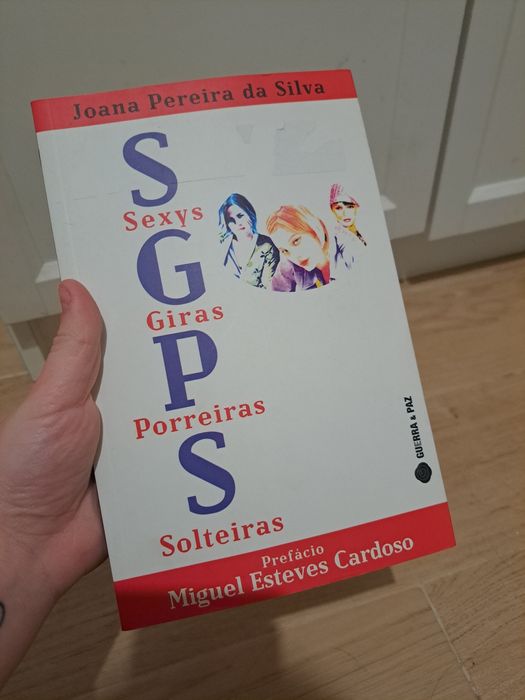 Joana Pereira da Silva
S
Sexys
G
Giras
P
Porreiras
S
Solteiras
GUERRA & PAZ
Prefácio
Miguel Esteves Cardoso